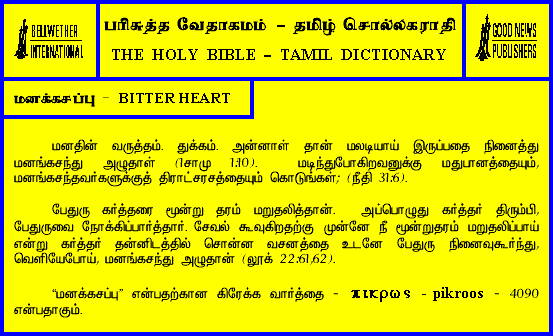 BELLWETHER
INTERNATIONAL
பரிசுத்த வேதாகமம் – தமிழ் சொல்லகராதி
THE HOLY BIBLE – TAMIL DICTIONARY
GOOD NEWS
PUBLISHERS
மனக்கசப்பு – BITTER HEART
மனதின் வருத்தம். துக்கம். அன்னாள் தான் மலடியாய் இருப்பதை நினைத்து
மனங்கசந்து அழுதாள் (1சாமு 1:10). மடிந்துபோகிறவனுக்கு மதுபானத்தையும்,
மனங்கசந்தவர்களுக்குத் திராட்சரசத்தையும் கொடுங்கள்; (நீதி 31:6).
பேதுரு கர்த்தரை மூன்று தரம் மறுதலித்தான். அப்பொழுது கர்த்தர் திரும்பி,
பேதுருவை நோக்கிப்பார்த்தார். சேவல் கூவுகிறதற்கு முன்னே நீ மூன்றுதரம் மறுதலிப்பாய்
என்று கர்த்தர் தன்னிடத்தில் சொன்ன வசனத்தை உடனே பேதுரு நினைவுகூர்ந்து,
வெளியேபோய், மனங்கசந்து அழுதான் (லூக் 22:61,62).
"மனக்கசப்பு" என்பதற்கான கிரேக்க வார்த்தை - πικρως - pikroos - 4090
என்பதாகும்.